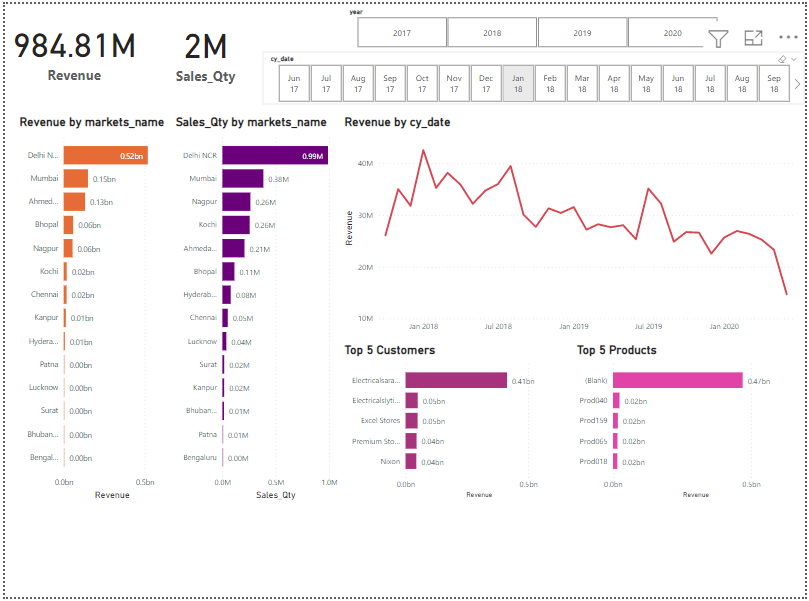 year
2017 2018 2019 2020
984.81M
Revenue
2M
Sales_Qty
cy_date
Jun 17 Jul 17 Aug 17 Sep 17 Oct 17 Nov 17 Dec 17 Jan 18 Feb 18 Mar 18 Apr 18 May 18 Jun 18 Jul 18 Aug 18 Sep 18
Revenue by markets_name
Delhi N... 0.52bn
Mumbai 0.15bn
Ahmed... 0.13bn
Bhopal 0.06bn
Nagpur 0.06bn
Kochi 0.02bn
Chennai 0.02bn
Kanpur 0.01bn
Hydera... 0.01bn
Patna 0.00bn
Lucknow 0.00bn
Surat 0.00bn
Bhuban... 0.00bn
Bengal... 0.00bn
0.0bn 0.5bn
Revenue
Sales_Qty by markets_name
Delhi NCR 0.99M
Mumbai 0.38M
Nagpur 0.26M
Kochi 0.26M
Ahmeda... 0.21M
Bhopal 0.11M
Hyderab... 0.08M
Chennai 0.05M
Lucknow 0.04M
Surat 0.02M
Kanpur 0.02M
Bhuban... 0.01M
Patna 0.01M
Bengaluru 0.00M
0.0M 0.5M 1.0M
Sales_Qty
Revenue by cy_date
Revenue
40M
30M
20M
10M
Jan 2018 Jul 2018 Jan 2019 Jul 2019 Jan 2020
Top 5 Customers
Electricalsara... 0.41bn
Electricalslyti... 0.05bn
Excel Stores 0.05bn
Premium Sto... 0.04bn
Nixon 0.04bn
0.0bn 0.5bn
Revenue
Top 5 Products
(Blank) 0.47bn
Prod040 0.02bn
Prod159 0.02bn
Prod065 0.02bn
Prod018 0.02bn
0.0bn 0.5bn
Revenue